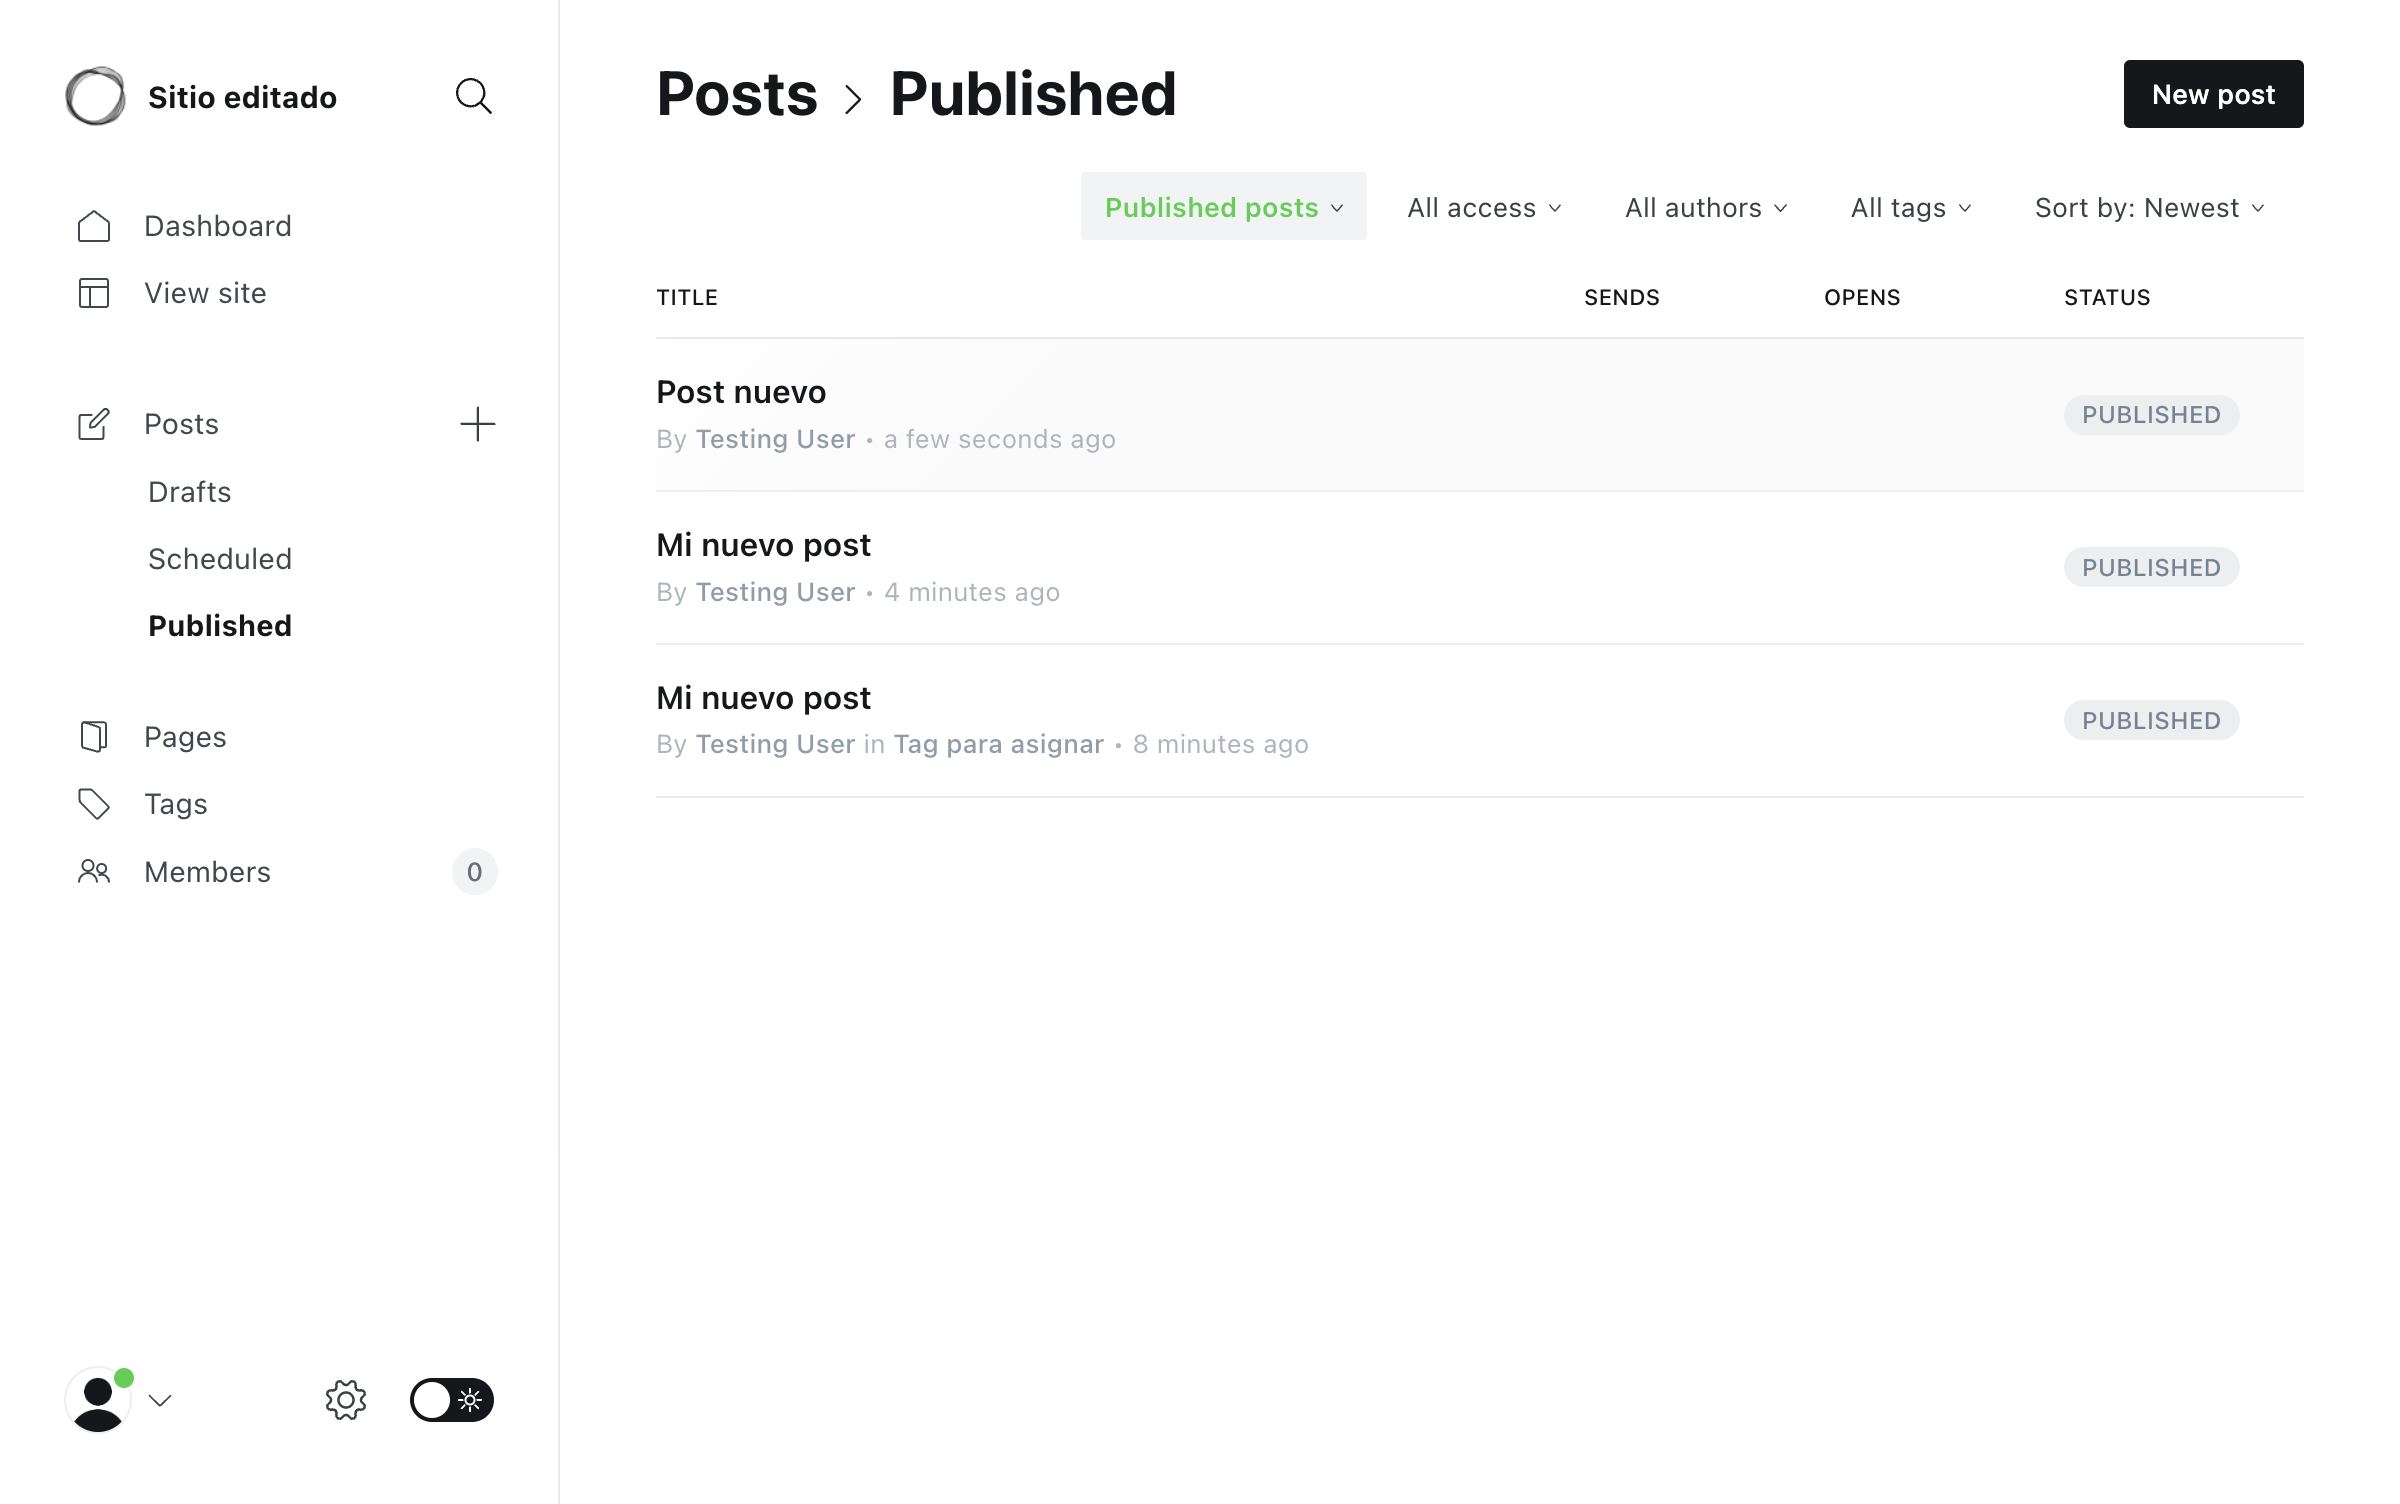 Sitio editado
Dashboard
View site
Posts
Drafts
Scheduled
Published
Pages
Tags
Members 0
Posts > Published
New post
Published posts All access All authors All tags Sort by: Newest
TITLE SENDS OPENS STATUS
Post nuevo
By Testing User • a few seconds ago
PUBLISHED
Mi nuevo post
By Testing User • 4 minutes ago
PUBLISHED
Mi nuevo post
By Testing User in Tag para asignar • 8 minutes ago
PUBLISHED